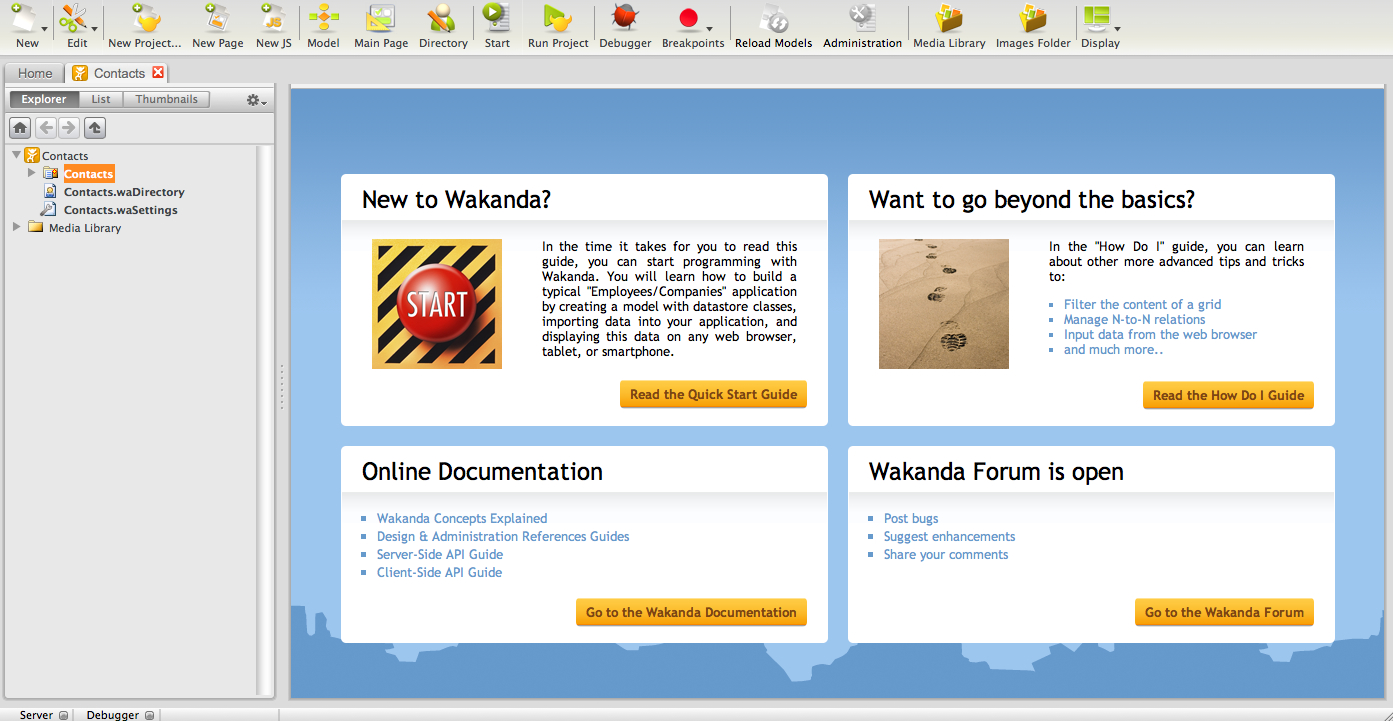 New Edit New Project... New Page New JS Model Main Page Directory Start Run Project Debugger Breakpoints Reload Models Administration Media Library Images Folder Display
Home Contacts
Explorer List Thumbnails
Contacts
Contacts
Contacts.waDirectory
Contacts.waSettings
Media Library
New to Wakanda?
START
In the time it takes for you to read this
guide, you can start programming with
Wakanda. You will learn how to build a
typical "Employees/Companies" application
by creating a model with datastore classes,
importing data into your application, and
displaying this data on any web browser,
tablet, or smartphone.
Read the Quick Start Guide
Want to go beyond the basics?
In the "How Do I" guide, you can learn
about other more advanced tips and tricks
to:
Filter the content of a grid
Manage N-to-N relations
Input data from the web browser
and much more..
Read the How Do I Guide
Online Documentation
Wakanda Concepts Explained
Design & Administration References Guides
Server-Side API Guide
Client-Side API Guide
Go to the Wakanda Documentation
Wakanda Forum is open
Post bugs
Suggest enhancements
Share your comments
Go to the Wakanda Forum
Server Debugger